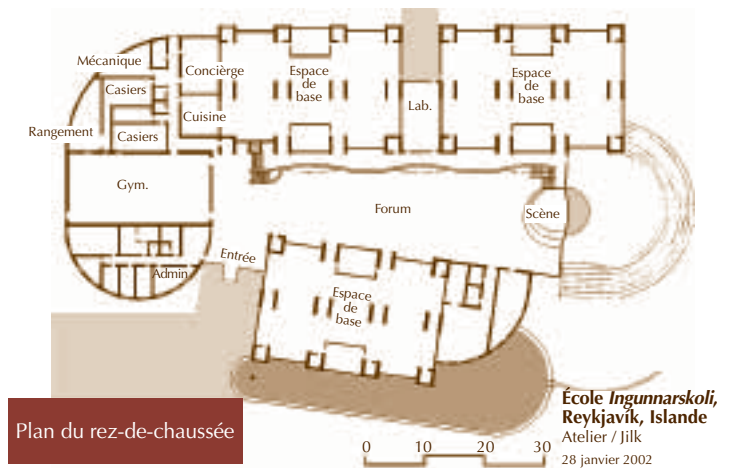 Mécanique
Concièrge
Casiers
Espace
de
base
Espace
de
base
Lab.
Cuisine
Rangement
Casiers
Gym.
Forum
Scène
Entrée
Admin
Espace
de
base
Plan du rez-de-chaussée
École Ingunnarskoli,
Reykjavík, Islande
Atelier / Jilk
28 janvier 2002
0 10 20 30